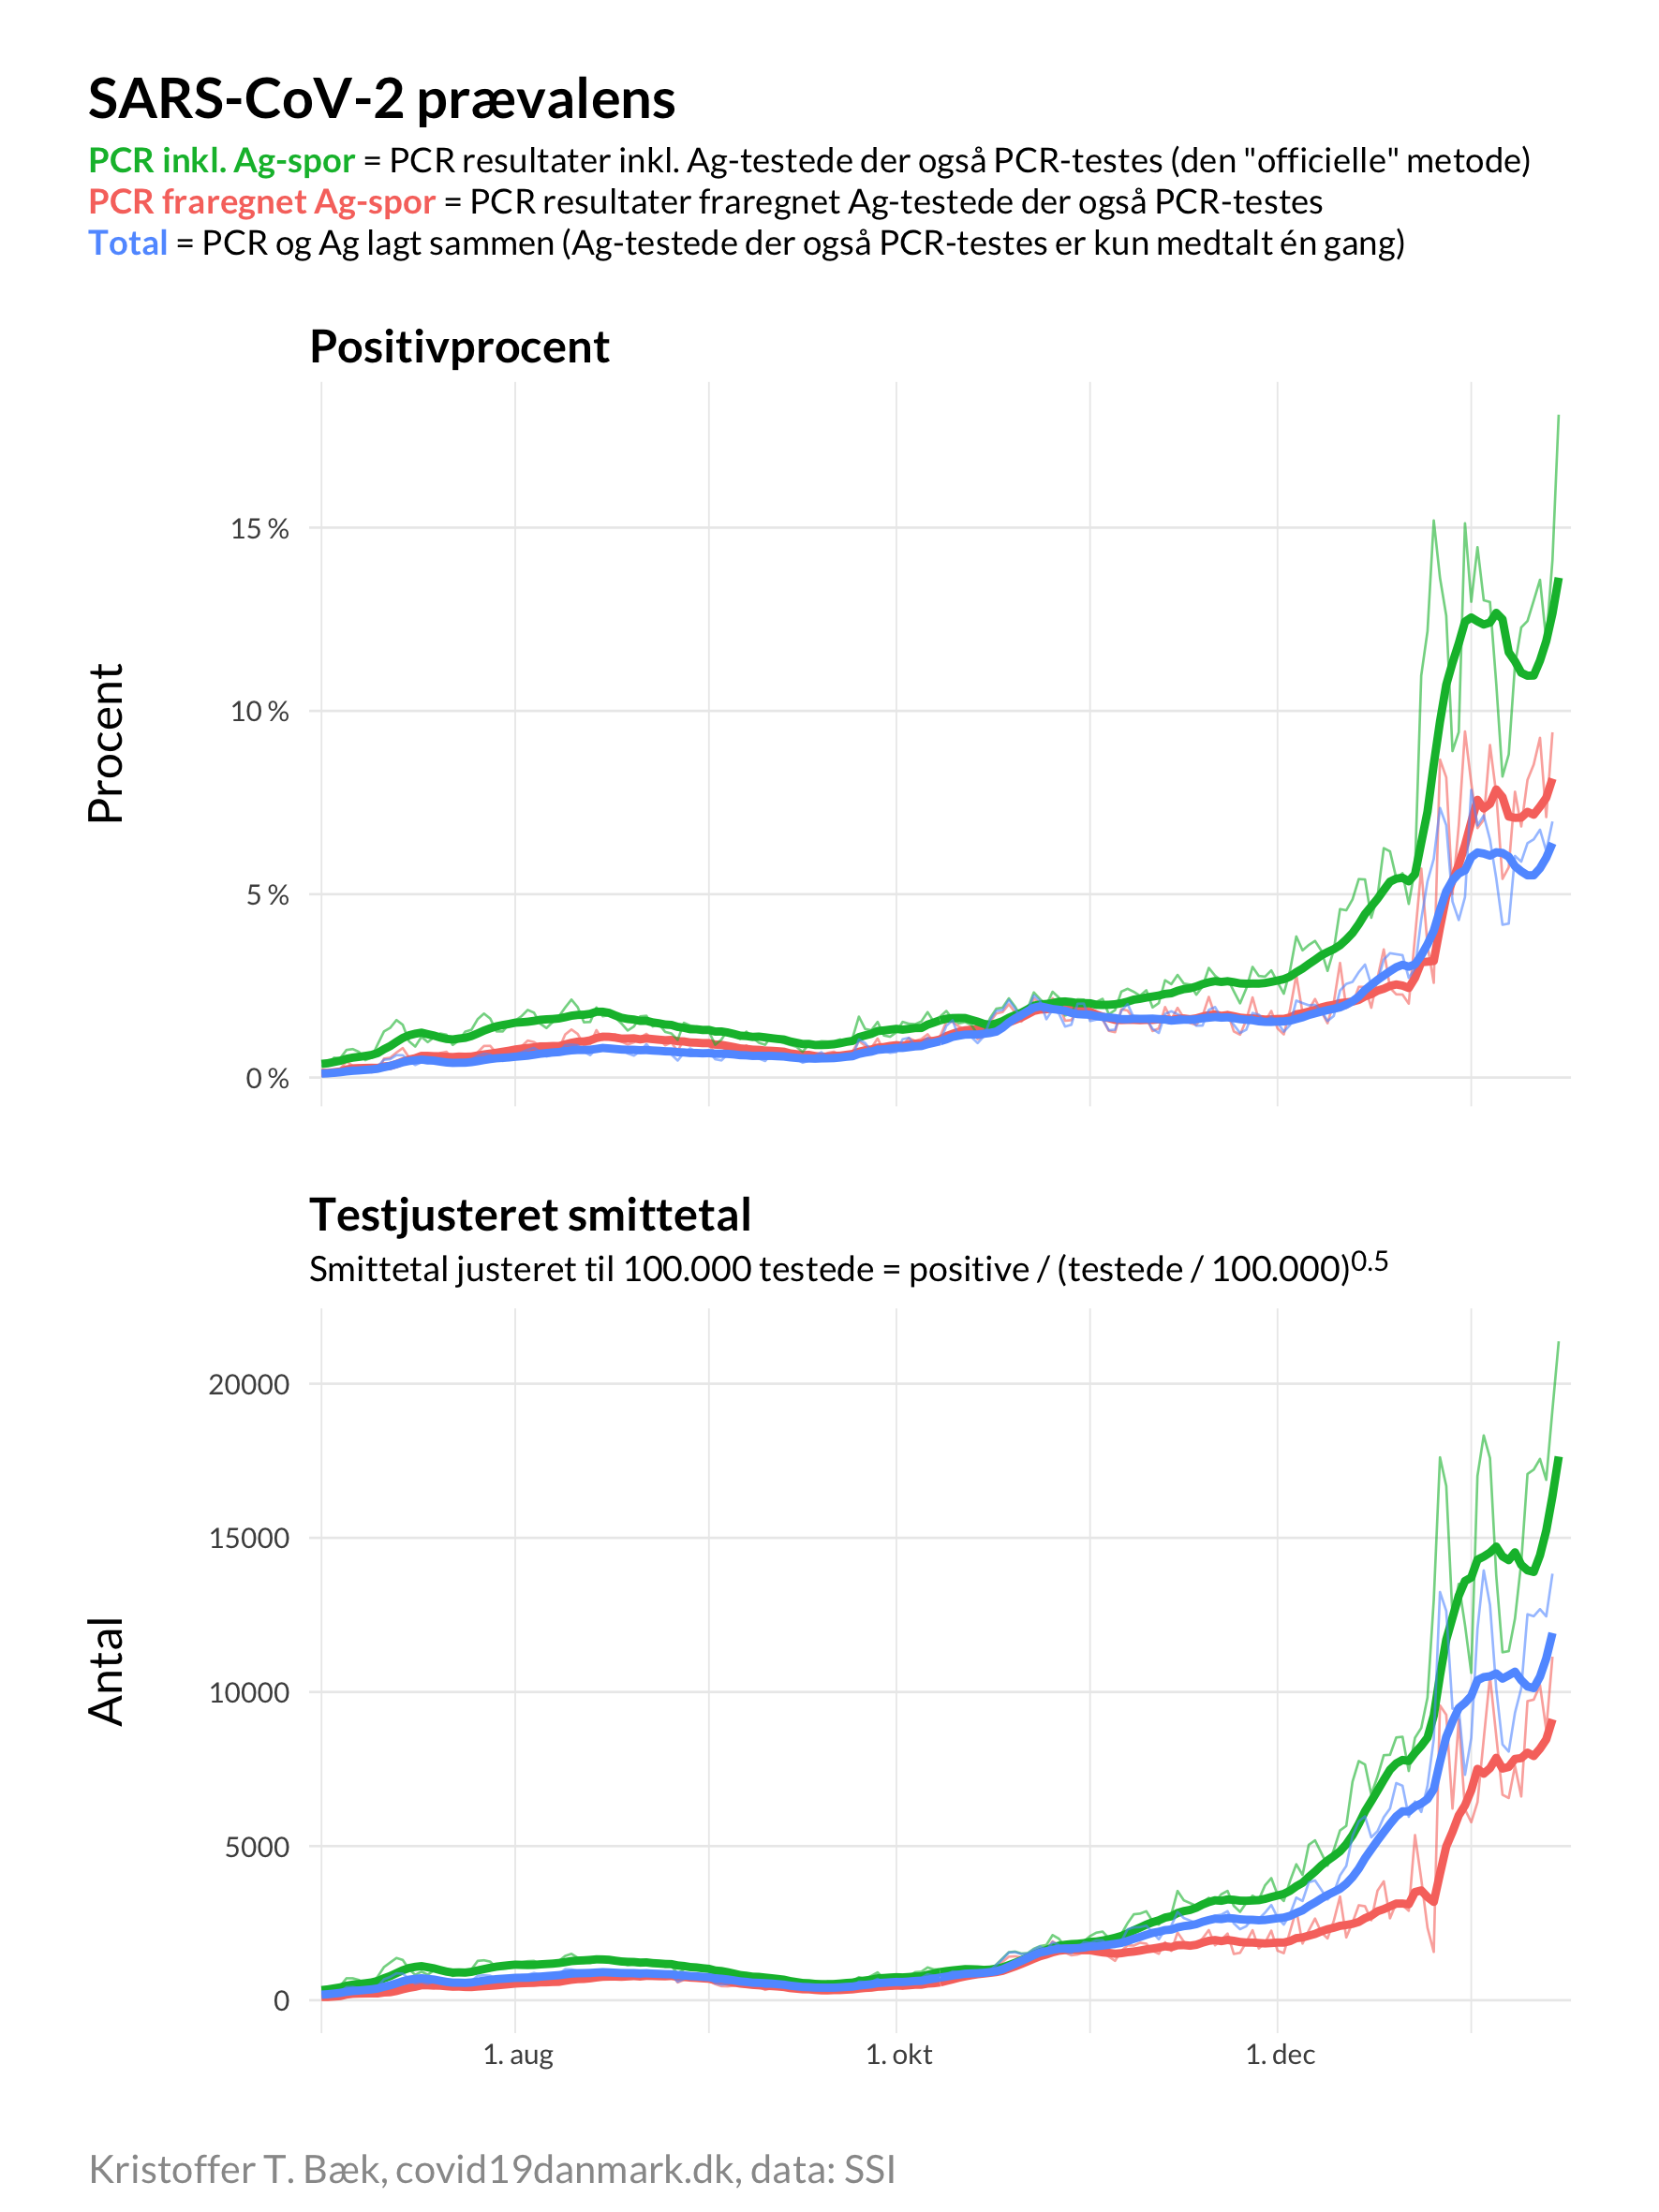 SARS-CoV-2 prævalens
PCR inkl. Ag-spor = PCR resultater inkl. Ag-testede der også PCR-testes (den "officielle" metode)
PCR fraregnet Ag-spor = PCR resultater fraregnet Ag-testede der også PCR-testes
Total = PCR og Ag lagt sammen (Ag-testede der også PCR-testes er kun medtalt én gang)
Positivprocent
Procent
15 %
10 %
5 %
0 %
Testjusteret smittetal
Smittetal justeret til 100.000 testede = positive / (testede / 100.000)^0.5
Antal
20000
15000
10000
5000
0
1. aug 1. okt 1. dec
Kristoffer T. Bæk, covid19danmark.dk, data: SSI